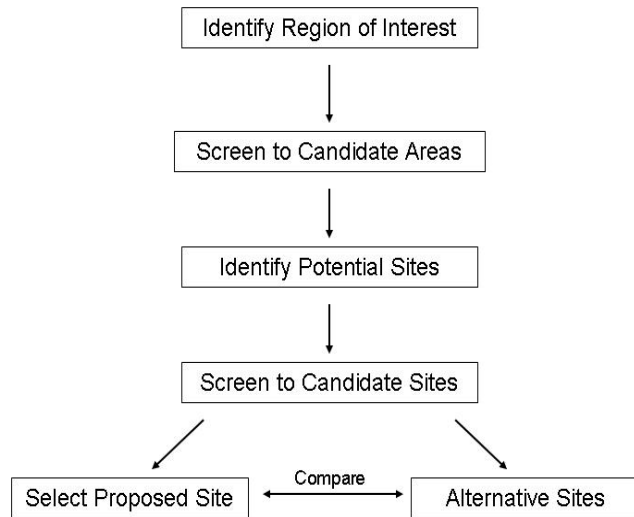 Identify Region of Interest
Screen to Candidate Areas
Identify Potential Sites
Screen to Candidate Sites
Compare
Select Proposed Site
Alternative Sites